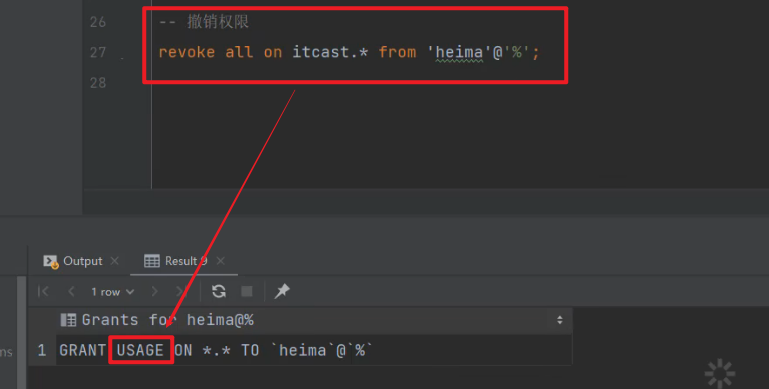 26
-- 撤销权限
27
revoke all on itcast.* from 'heima'@'%';
28
Output
Result 9
1 row
Grants for heima@%
ns
1 GRANT USAGE ON *.* TO `heima`@`%`